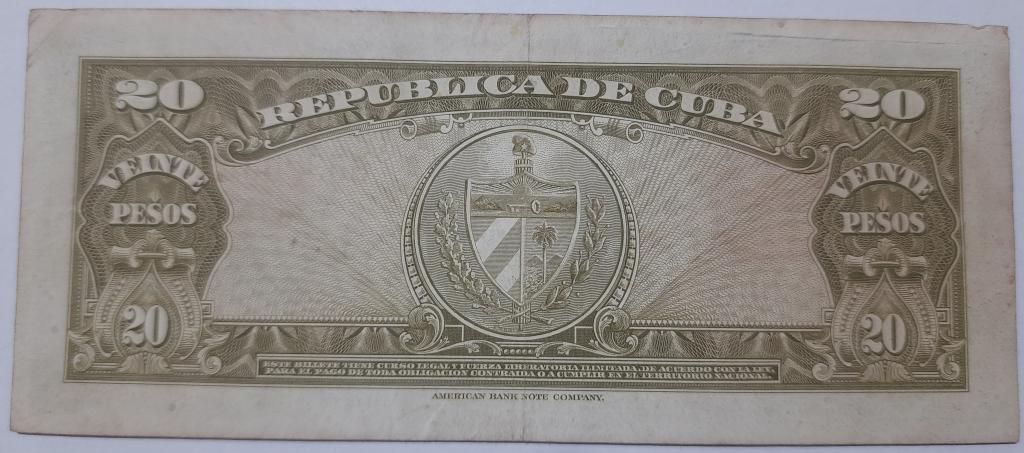 20 REPUBLICA DE CUBA 20
VEINTE
PESOS
VEINTE
PESOS
20
20
ESTE BILLETE TIENE CURSO LEGAL Y FUERZA LIBERATORIA ILIMITADA, DE ACUERDO CON LA LEY,
PARA EL PAGO DE TODA OBLIGACION CONTRAIDA O A CUMPLIR EN EL TERRITORIO NACIONAL.
AMERICAN BANK NOTE COMPANY.